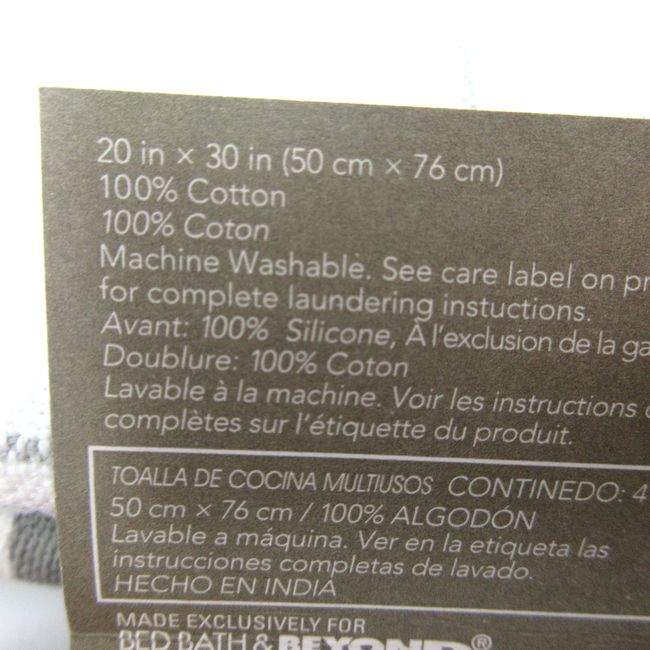 20 in × 30 in (50 cm × 76 cm)
100% Cotton
100% Coton
Machine Washable. See care label on pr
for complete laundering instuctions.
Avant: 100% Silicone, À l'exclusion de la ga
Doublure: 100% Coton
Lavable à la machine. Voir les instructions
complètes sur l'étiquette du produit.
TOALLA DE COCINA MULTIUSOS CONTINEDO: 4
50 cm × 76 cm / 100% ALGODÓN
Lavable a máquina. Ver en la etiqueta las
instrucciones completas de lavado.
HECHO EN INDIA
MADE EXCLUSIVELY FOR
BED BATH & BEYOND®